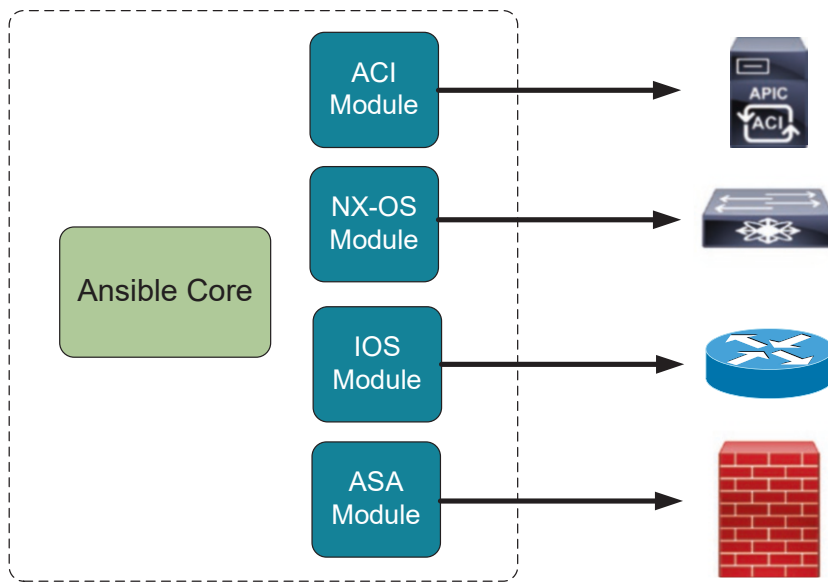 ACI
Module
APIC
ACI
NX-OS
Module
Ansible Core
IOS
Module
ASA
Module